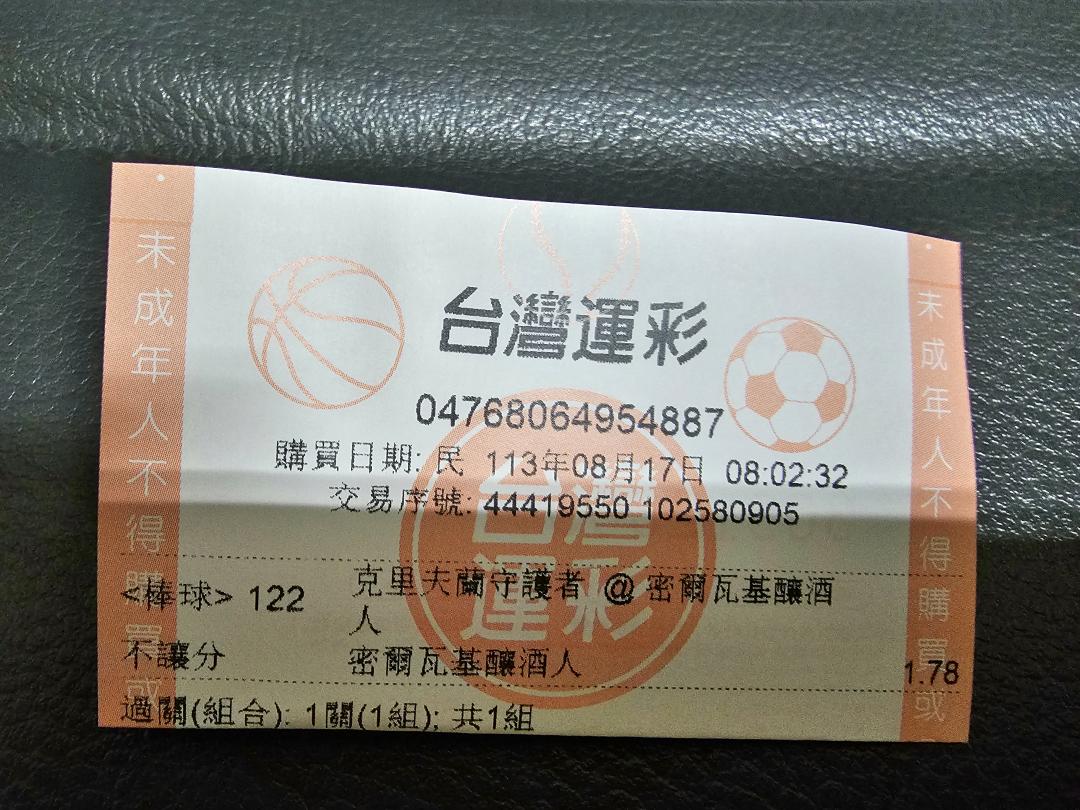 台灣運彩
04768064954887
購買日期: 民 113年08月17日 08:02:32
交易序號: 44419550 102580905
<棒球> 122 克里夫蘭守護者 @ 密爾瓦基釀酒
人
不讓分 密爾瓦基釀酒人 1.78
過關(組合): 1關(1組); 共1組
未成年人不得購買或
未成年人不得購買或
台灣
運彩